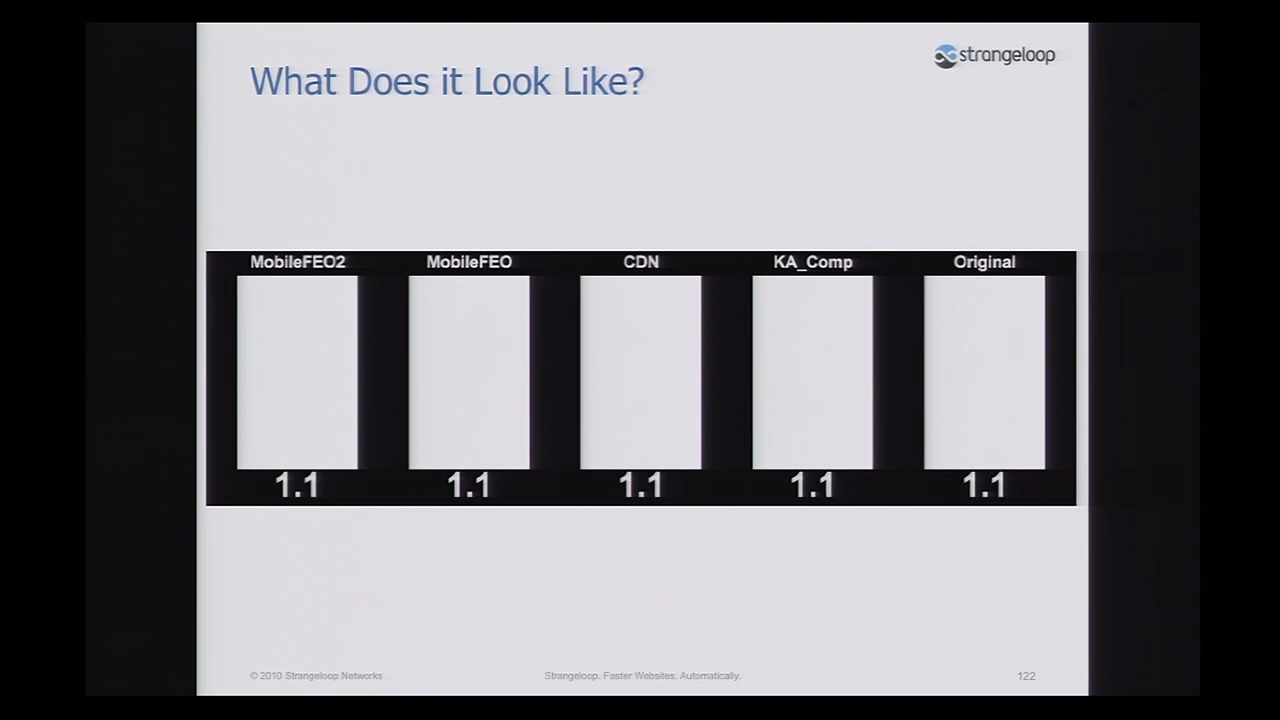 strangeloop
What Does it Look Like?
MobileFEO2 MobileFEO CDN KA_Comp Original
1.1 1.1 1.1 1.1 1.1
© 2010 Strangeloop Networks Strangeloop. Faster Websites. Automatically. 122